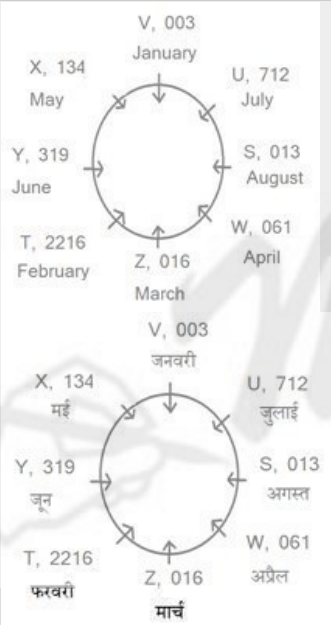 V, 003
January
X, 134
May
U, 712
July
Y, 319
June
S, 013
August
T, 2216
February
W, 061
April
Z, 016
March
V, 003
जनवरी
X, 134
मई
U, 712
जुलाई
Y, 319
जून
S, 013
अगस्त
T, 2216
फरवरी
W, 061
अप्रैल
Z, 016
मार्च